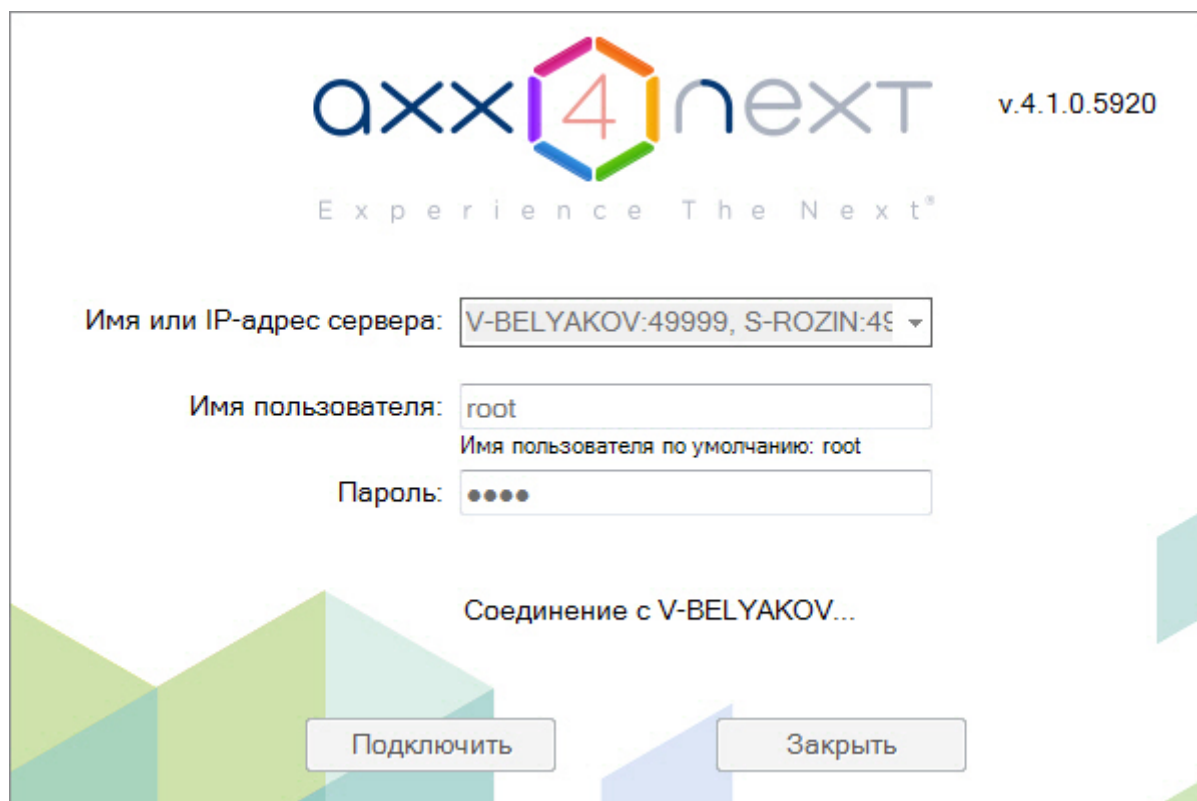 axx4next
v.4.1.0.5920
Experience The Next®
Имя или IP-адрес сервера: V-BELYAKOV:49999, S-ROZIN:49
Имя пользователя: root
Имя пользователя по умолчанию: root
Пароль: ●●●●
Соединение с V-BELYAKOV...
Подключить Закрыть